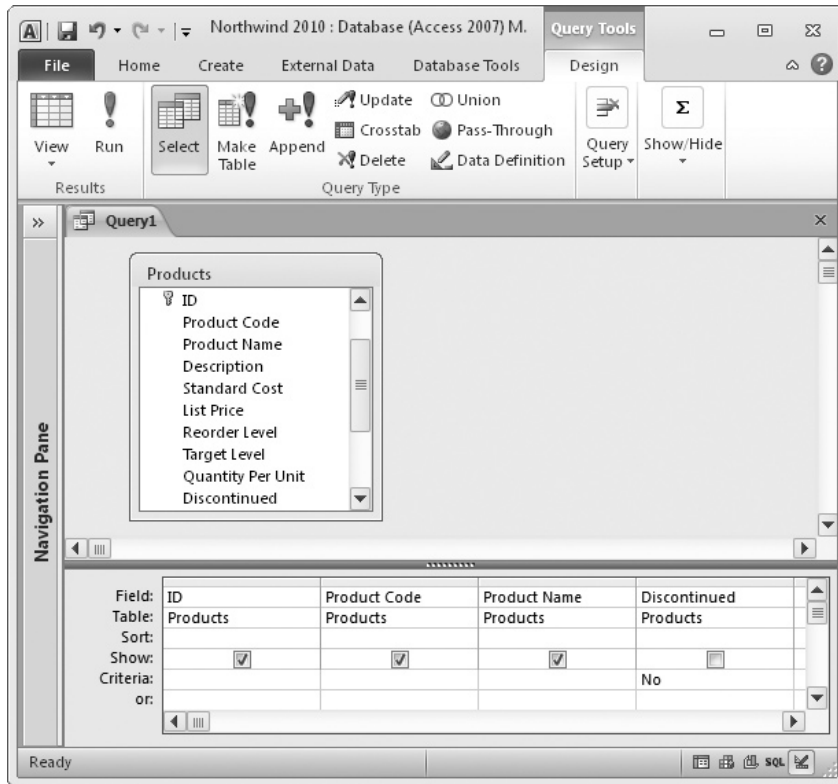 A Northwind 2010 : Database (Access 2007) M. Query Tools
File Home Create External Data Database Tools Design
View Run Select Make Table Append Update Union
Crosstab Pass-Through
Delete Data Definition
Query Setup Σ Show/Hide
Results Query Type
» Query1
Navigation Pane
Products
ID
Product Code
Product Name
Description
Standard Cost
List Price
Reorder Level
Target Level
Quantity Per Unit
Discontinued
Field: ID Product Code Product Name Discontinued
Table: Products Products Products Products
Sort:
Show:
Criteria: No
or:
Ready SQL